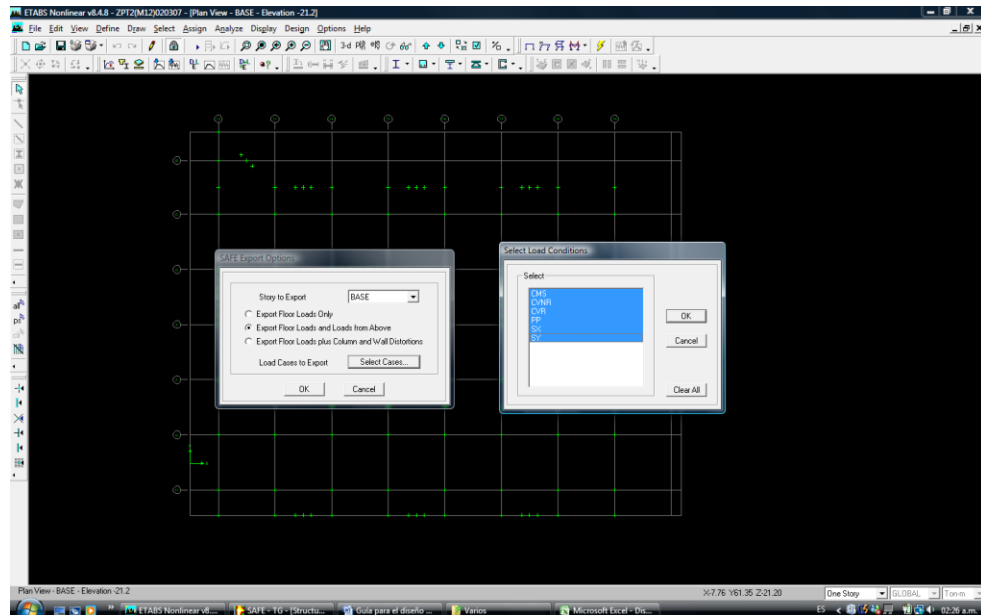 ETABS Nonlinear v8.4.8 - ZPT2(M12)020307 - [Plan View - BASE - Elevation -21.2]
File Edit View Define Draw Select Assign Analyze Display Design Options Help
3-d
SAFE Export Options
Story to Export BASE
Export Floor Loads Only
Export Floor Loads and Loads from Above
Export Floor Loads plus Column and Wall Distortions
Load Cases to Export Select Cases...
OK Cancel
Select Load Conditions
Select
CMS
CVNR
CVR
PP
SX
SY
OK
Cancel
Clear All
Plan View - BASE - Elevation -21.2 X-7.76 Y61.35 Z-21.20 One Story GLOBAL Ton-m
ETABS Nonlinear v8.... SAFE - TG - [Structu... Guía para el diseño ... Varios Microsoft Excel - Dis... ES 02:26 a.m.